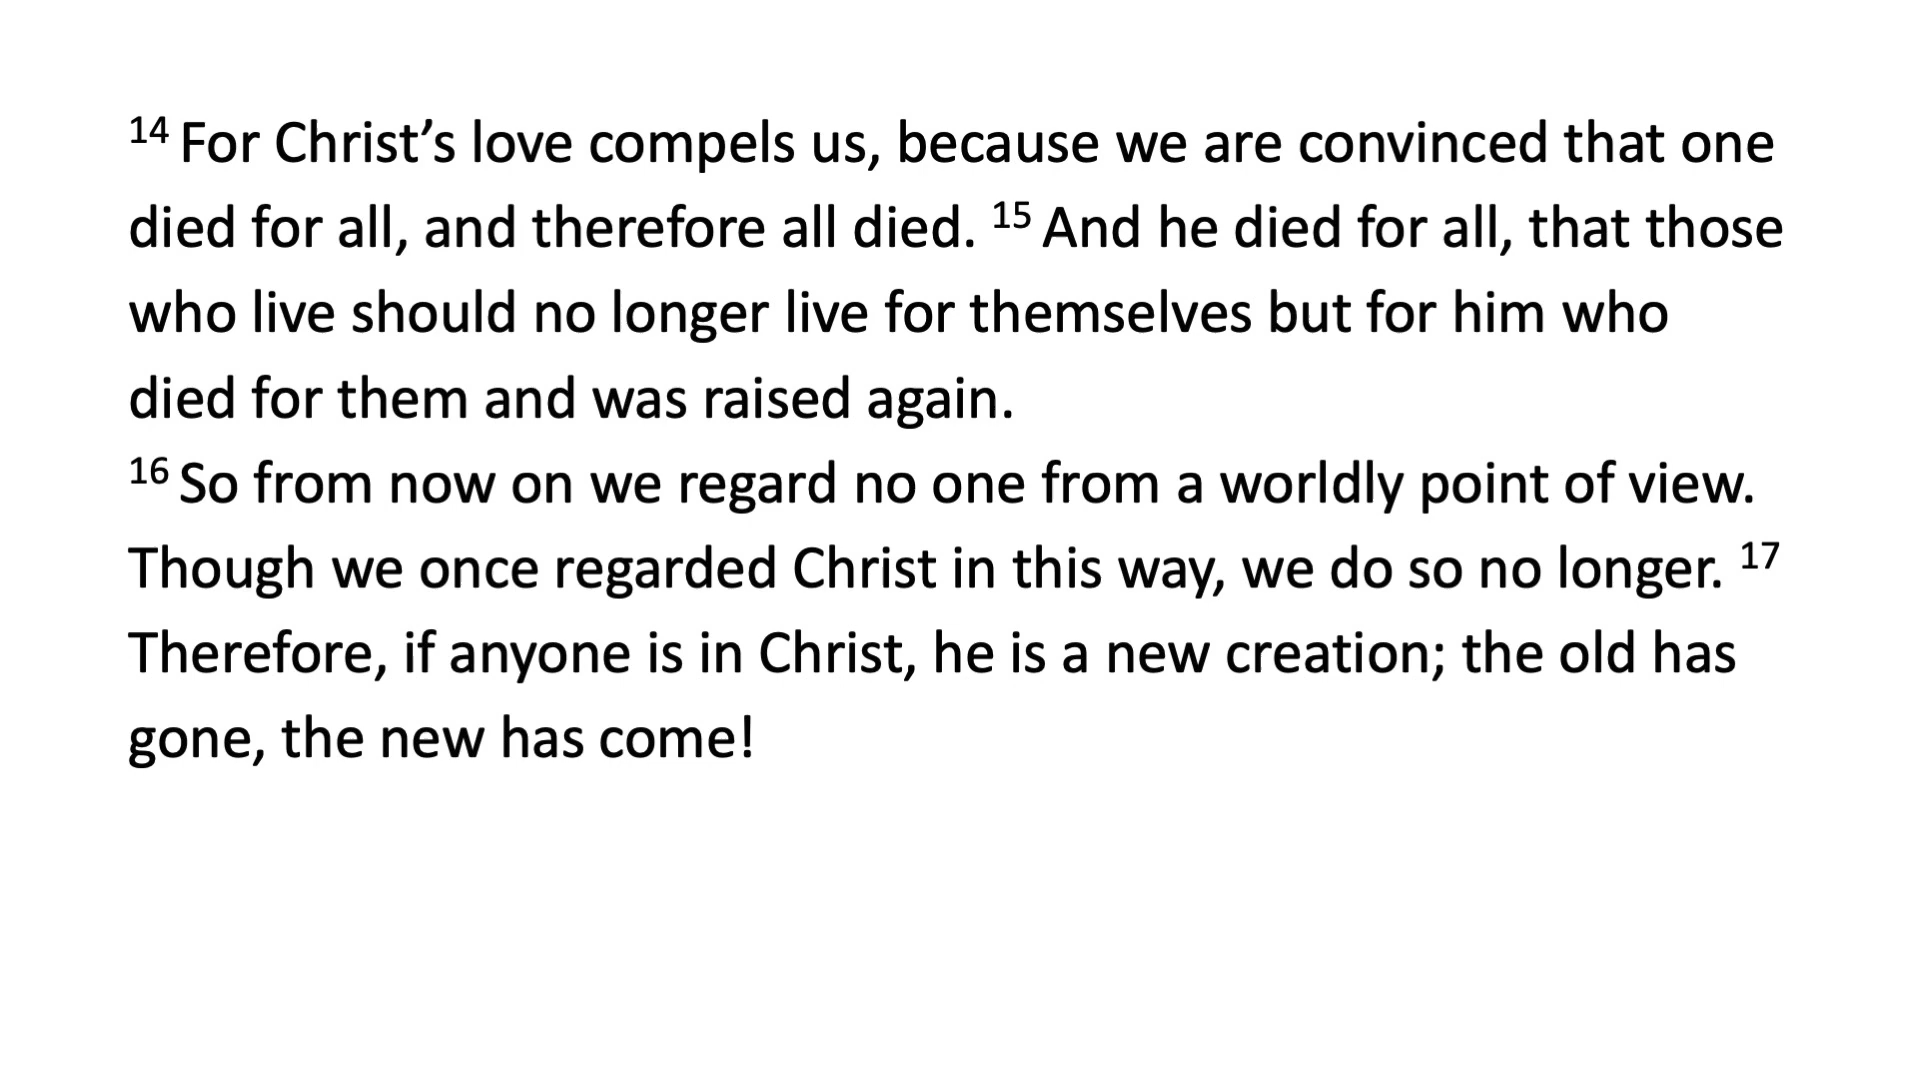 14 For Christ’s love compels us, because we are convinced that one
died for all, and therefore all died. 15 And he died for all, that those
who live should no longer live for themselves but for him who
died for them and was raised again.
16 So from now on we regard no one from a worldly point of view.
Though we once regarded Christ in this way, we do so no longer. 17
Therefore, if anyone is in Christ, he is a new creation; the old has
gone, the new has come!